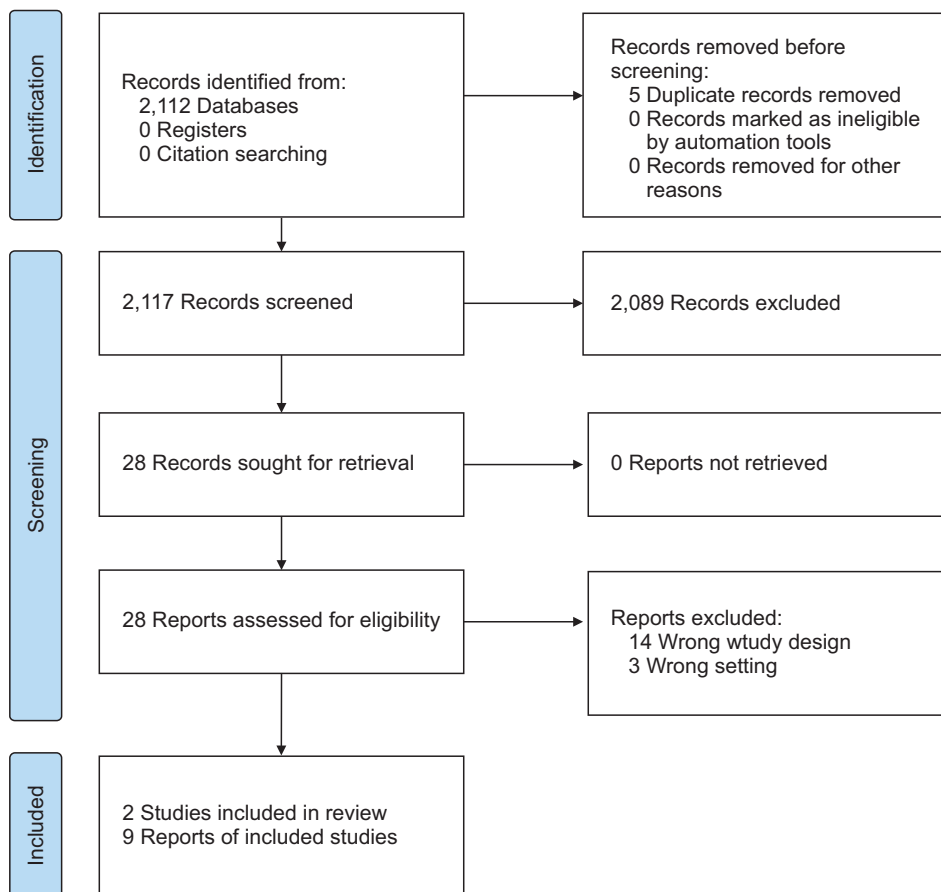 Identification
Records identified from:
2,112 Databases
0 Registers
0 Citation searching
Records removed before
screening:
5 Duplicate records removed
0 Records marked as ineligible
by automation tools
0 Records removed for other
reasons
Screening
2,117 Records screened
2,089 Records excluded
28 Records sought for retrieval
0 Reports not retrieved
28 Reports assessed for eligibility
Reports excluded:
14 Wrong wtudy design
3 Wrong setting
Included
2 Studies included in review
9 Reports of included studies